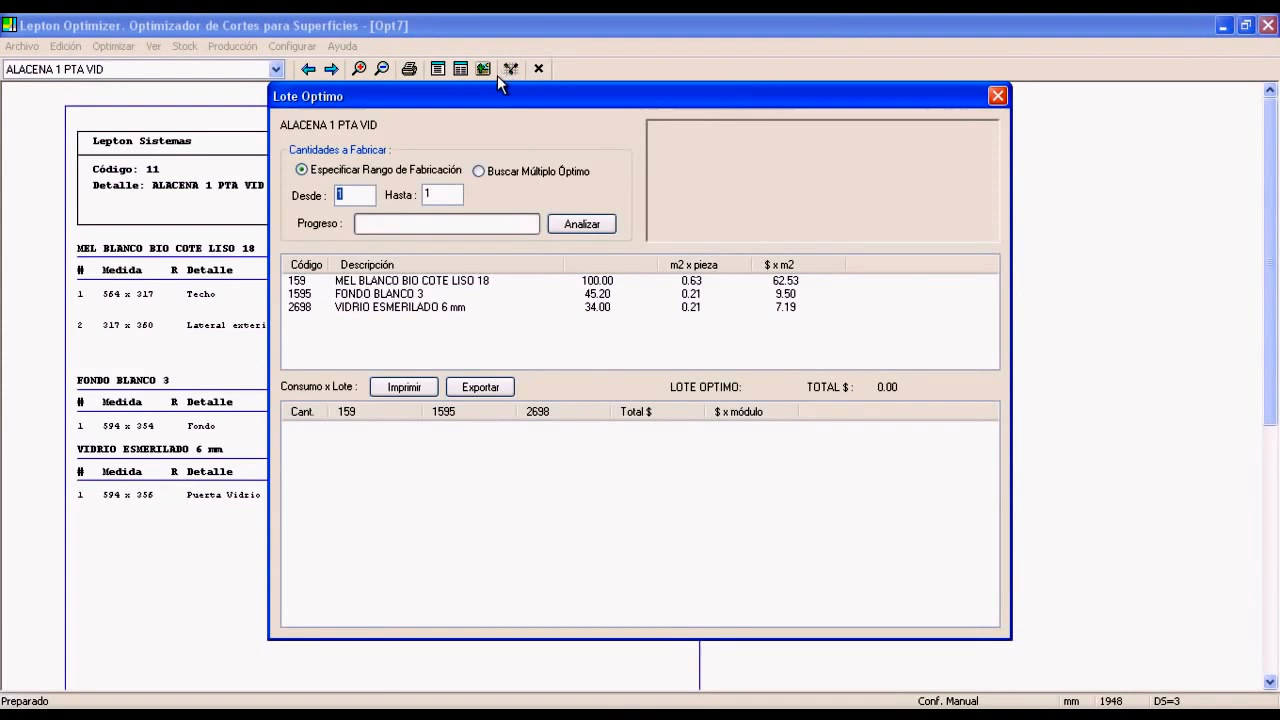 Lepton Optimizer. Optimizador de Cortes para Superficies - [Opt7]
Archivo Edición Optimizar Ver Stock Producción Configurar Ayuda
ALACENA 1 PTA VID
Lote Optimo
ALACENA 1 PTA VID
Cantidades a Fabricar :
Especificar Rango de Fabricación Buscar Múltiplo Óptimo
Desde : 1 Hasta : 1
Progreso : Analizar
Código Descripción m2 x pieza $ x m2
159 MEL BLANCO BIO COTE LISO 18 100.00 0.63 62.53
1595 FONDO BLANCO 3 45.20 0.21 9.50
2698 VIDRIO ESMERILADO 6 mm 34.00 0.21 7.19
Consumo x Lote : Imprimir Exportar LOTE OPTIMO: TOTAL $ : 0.00
Cant. 159 1595 2698 Total $ $ x módulo
Lepton Sistemas
Código: 11
Detalle: ALACENA 1 PTA VID
MEL BLANCO BIO COTE LISO 18
# Medida R Detalle
1 564 x 317 Techo
2 317 x 360 Lateral exteri
FONDO BLANCO 3
# Medida R Detalle
1 594 x 354 Fondo
VIDRIO ESMERILADO 6 mm
# Medida R Detalle
1 594 x 356 Puerta Vidrio
Preparado Conf. Manual mm 1948 DS=3